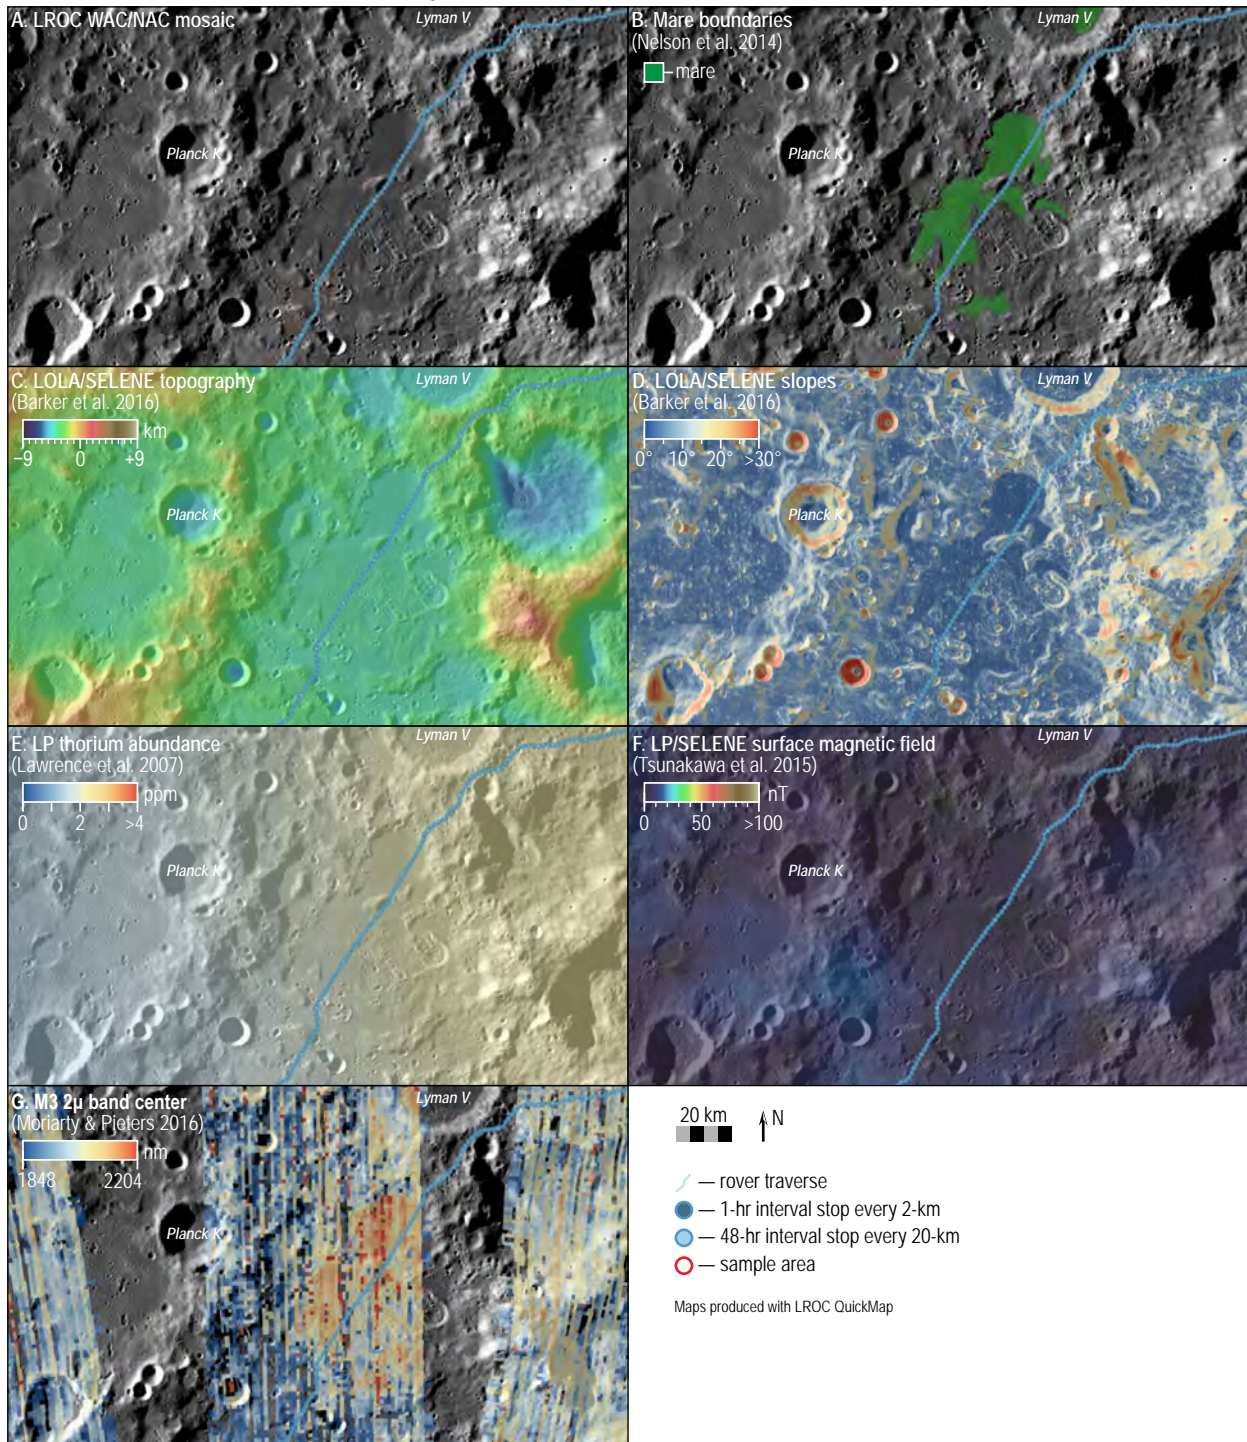 A. LROC WAC/NAC mosaic
Lyman V
Planck K
B. Mare boundaries
(Nelson et al. 2014)
mare
Lyman V
Planck K
C. LOLA/SELENE topography
(Barker et al. 2016)
km
−9 0 +9
Lyman V
Planck K
D. LOLA/SELENE slopes
(Barker et al. 2016)
0° 10° 20° >30°
Lyman V
Planck K
E. LP thorium abundance
(Lawrence et al. 2007)
ppm
0 2 >4
Lyman V
Planck K
F. LP/SELENE surface magnetic field
(Tsunakawa et al. 2015)
nT
0 50 >100
Lyman V
Planck K
G. M3 2μ band center
(Moriarty & Pieters 2016)
nm
1848 2204
Lyman V
Planck K
20 km
N
— rover traverse
— 1-hr interval stop every 2-km
— 48-hr interval stop every 20-km
— sample area
Maps produced with LROC QuickMap